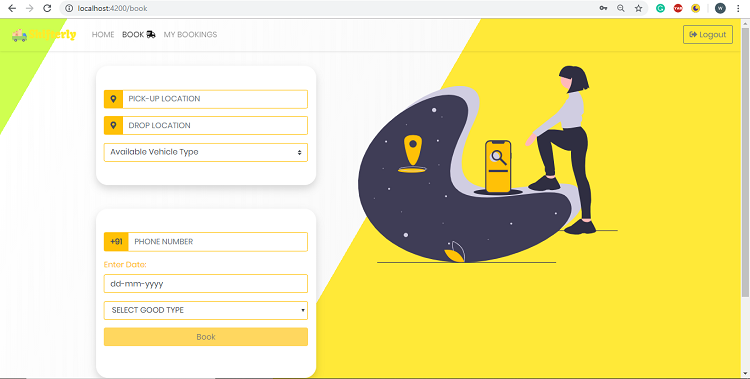 localhost:4200/book
HOME BOOK MY BOOKINGS
Logout
PICK-UP LOCATION
DROP LOCATION
Available Vehicle Type
+91 PHONE NUMBER
Enter Date:
dd-mm-yyyy
SELECT GOOD TYPE
Book